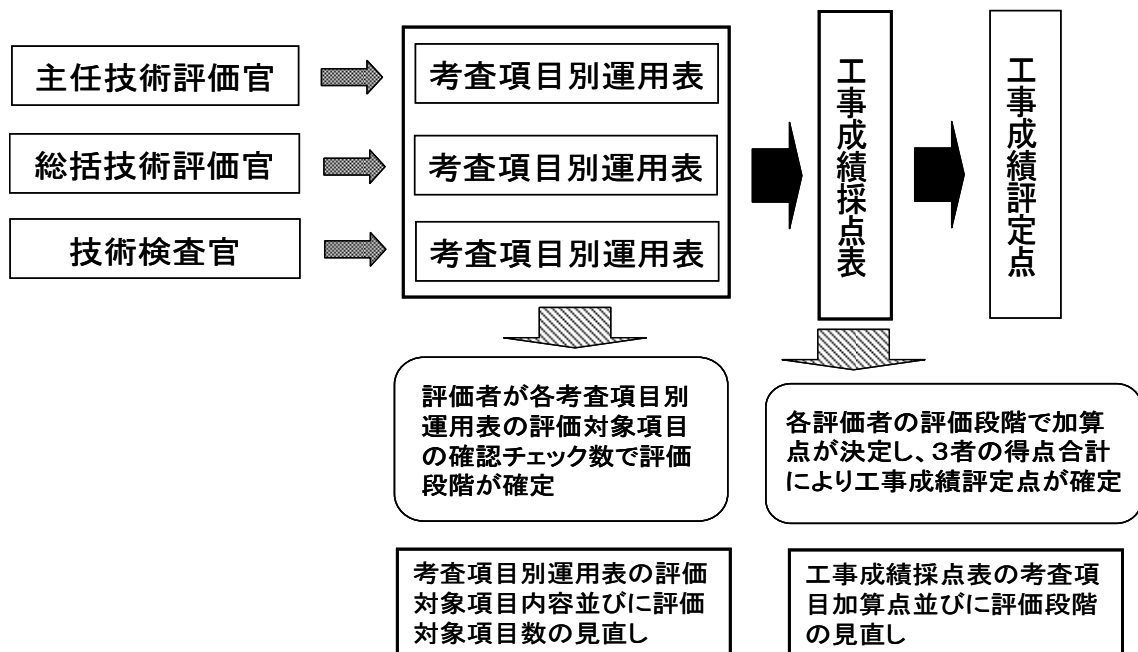 主任技術評価官
考査項目別運用表
総括技術評価官
考査項目別運用表
技術検査官
考査項目別運用表
工事成績採点表
工事成績評定点
評価者が各考査項目別
運用表の評価対象項目
の確認チェック数で評価
段階が確定
各評価者の評価段階で加算
点が決定し、３者の得点合計
により工事成績評定点が確定
考査項目別運用表の評価
対象項目内容並びに評価
対象項目数の見直し
工事成績採点表の考査項
目加算点並びに評価段階
の見直し